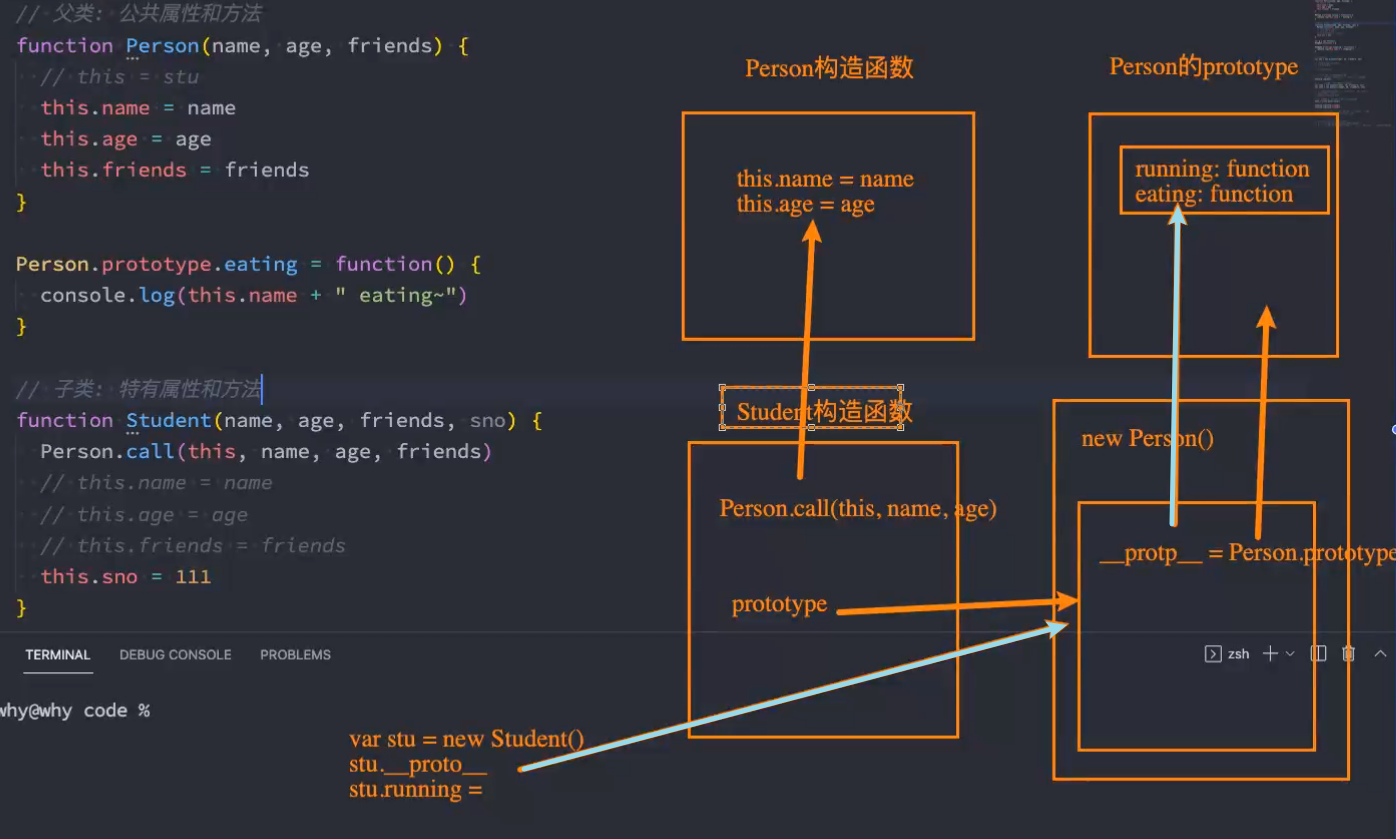 // 父类: 公共属性和方法
function Person(name, age, friends) {
// this = stu
this.name = name
this.age = age
this.friends = friends
}
Person.prototype.eating = function() {
console.log(this.name + " eating~")
}
// 子类: 特有属性和方法
function Student(name, age, friends, sno) {
Person.call(this, name, age, friends)
// this.name = name
// this.age = age
// this.friends = friends
this.sno = 111
}
Person构造函数
this.name = name
this.age = age
Person的prototype
running: function
eating: function
Student构造函数
Person.call(this, name, age)
prototype
new Person()
__protp__ = Person.prototype
TERMINAL
DEBUG CONSOLE
PROBLEMS
zsh
why@why code %
var stu = new Student()
stu.__proto__
stu.running =